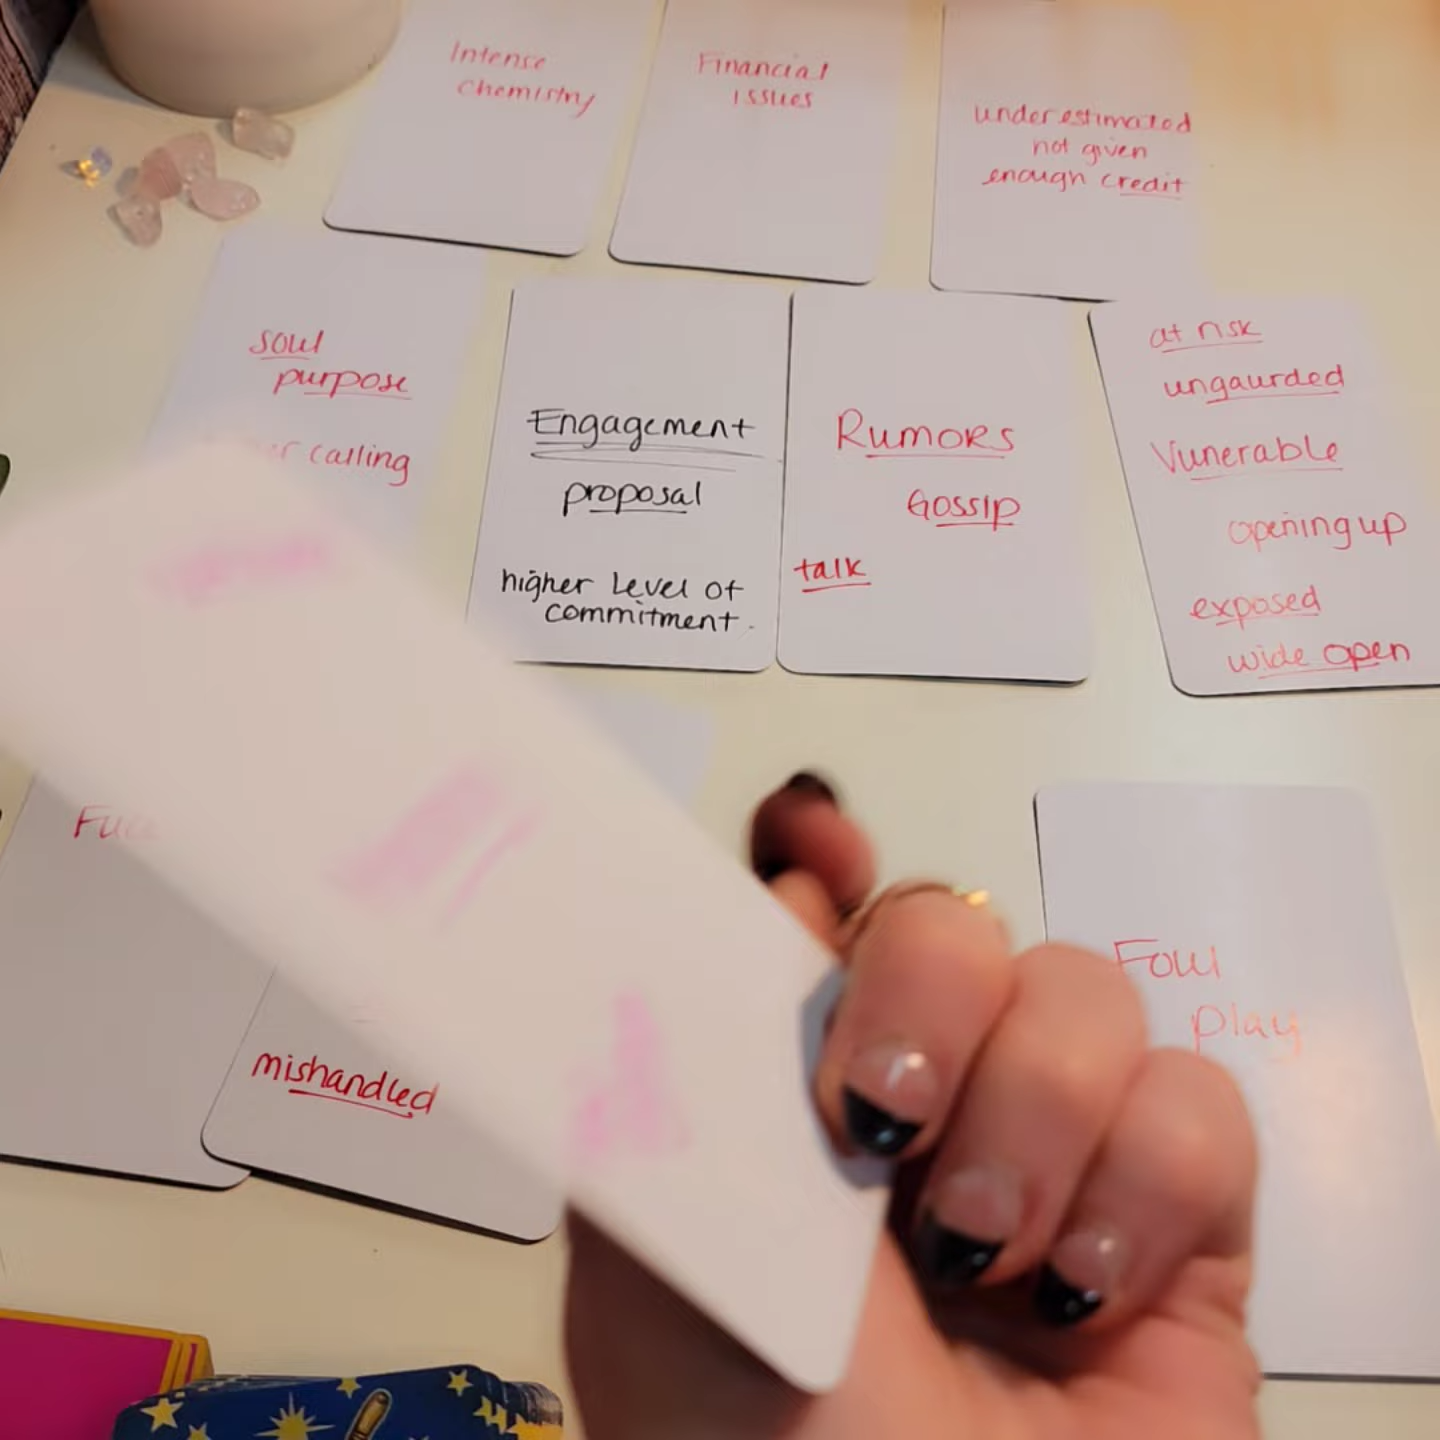 Intense
chemistry
Financial
issues
underestimated
not given
enough credit
soul
purpose
calling
Engagement
proposal
higher level of
commitment.
Rumors
Gossip
talk
at risk
ungaurded
Vunerable
opening up
exposed
wide open
mishandled
Foul
play